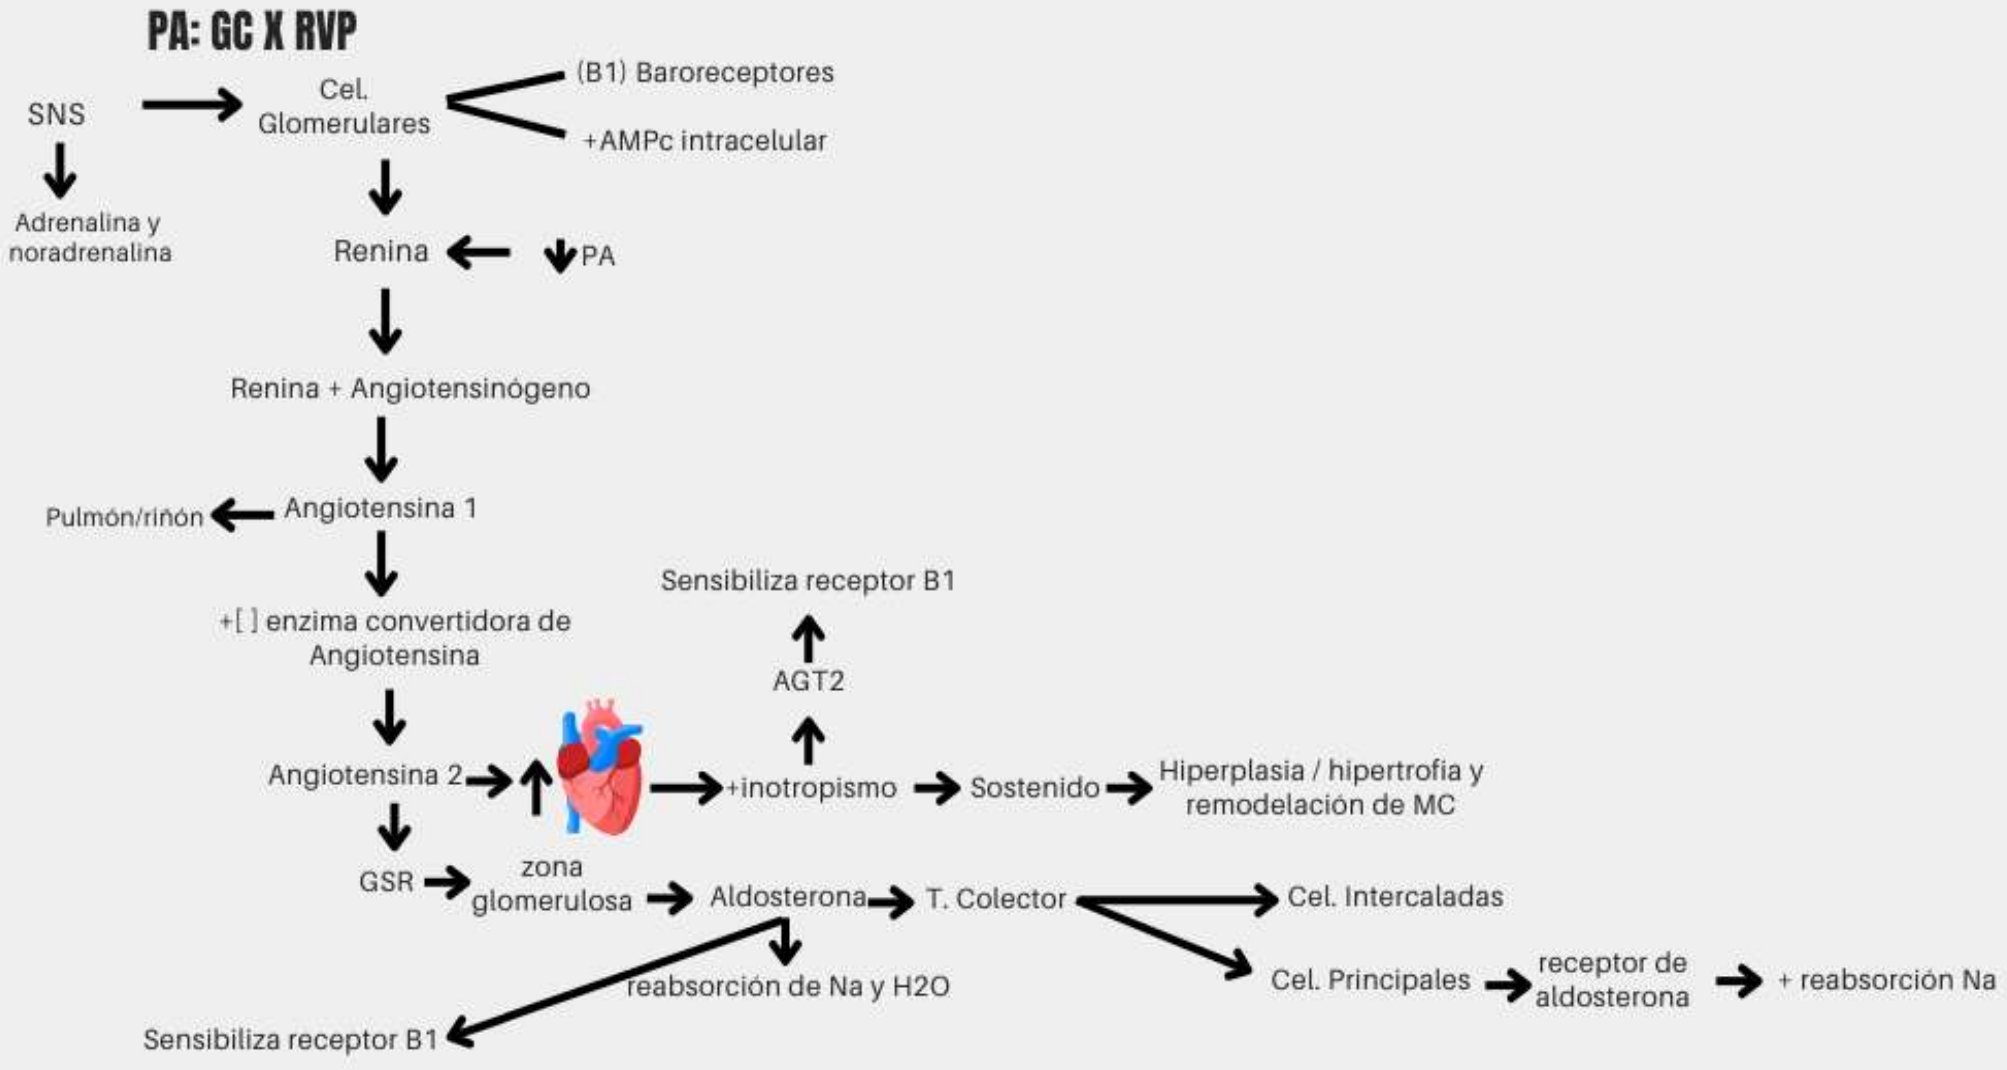 PA: GC X RVP
SNS
Cel.
Glomerulares
(B1) Baroreceptores
+AMPc intracelular
Adrenalina y
noradrenalina
Renina
PA
Renina + Angiotensinógeno
Pulmón/riñón
Angiotensina 1
+[ ] enzima convertidora de
Angiotensina
Sensibiliza receptor B1
AGT2
Angiotensina 2
+inotropismo
Sostenido
Hiperplasia / hipertrofia y
remodelación de MC
GSR
zona
glomerulosa
Aldosterona
T. Colector
Cel. Intercaladas
reabsorción de Na y H2O
Cel. Principales
receptor de
aldosterona
+ reabsorción Na
Sensibiliza receptor B1